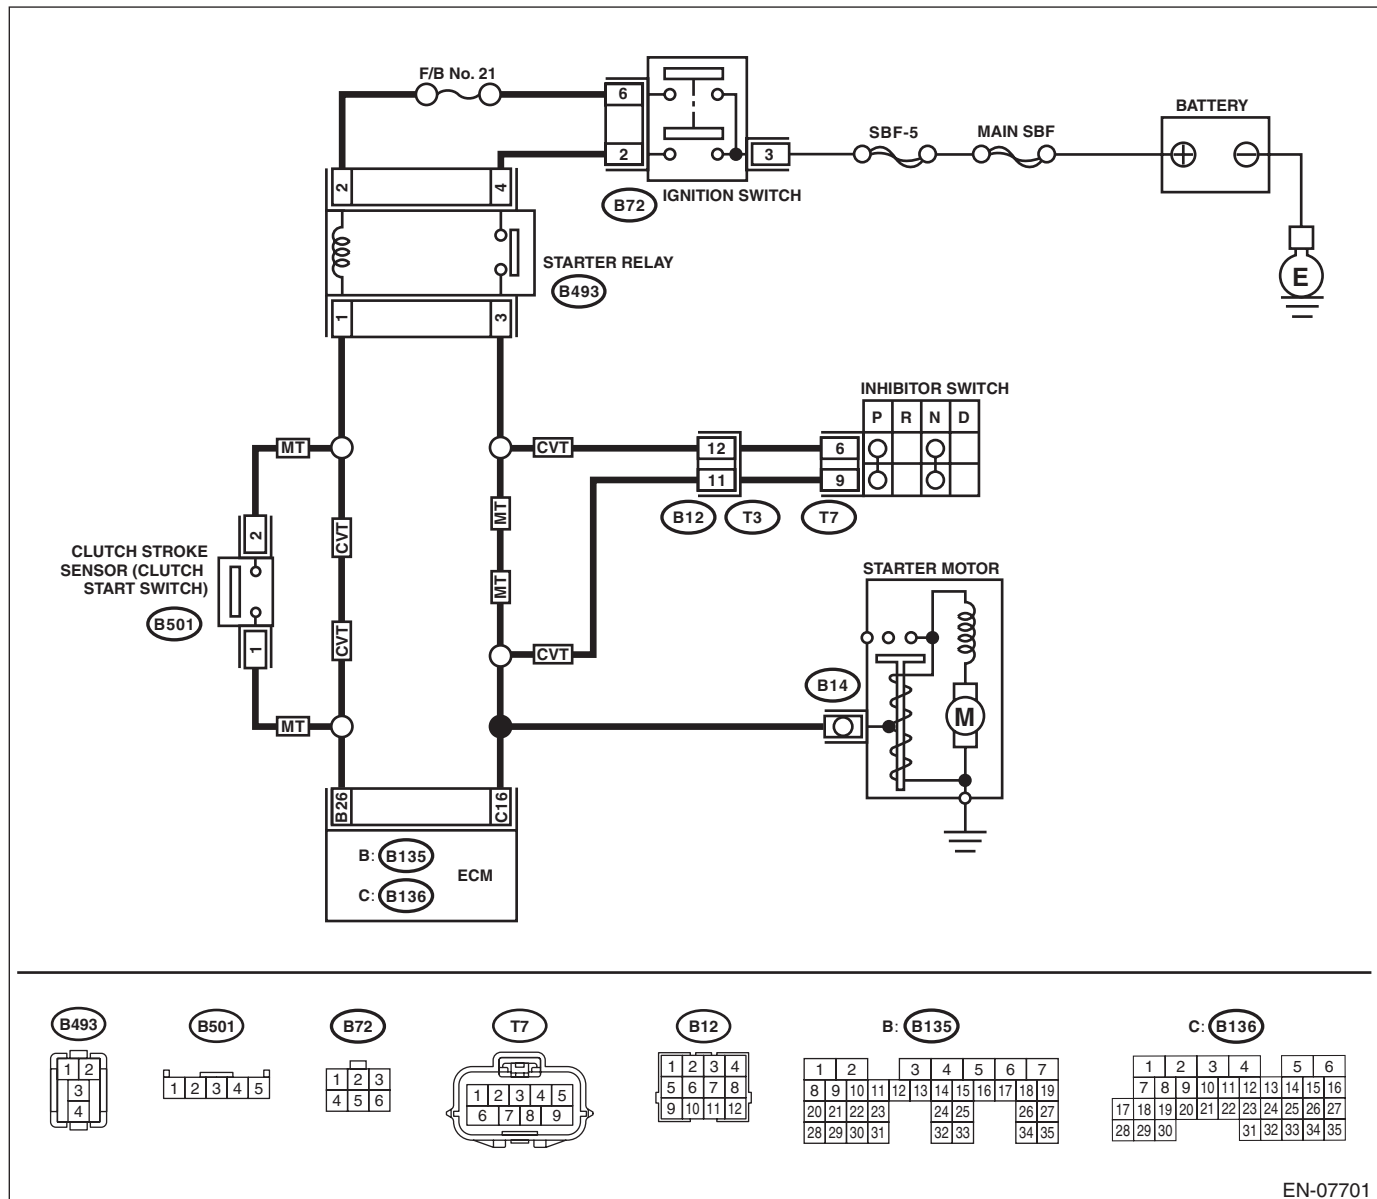 F/B No. 21
6
2
3
B72
IGNITION SWITCH
SBF-5
MAIN SBF
BATTERY
E
2
4
STARTER RELAY
B493
1
3
MT
CVT
12
11
B12
T3
6
9
T7
INHIBITOR SWITCH
P R N D
MT
CVT
CLUTCH STROKE
SENSOR (CLUTCH
START SWITCH)
B501
2
1
CVT
MT
CVT
MT
STARTER MOTOR
B14
M
B26
C16
B: B135
C: B136
ECM
B493
1 2
3
4
B501
1 2 3 4 5
B72
1 2 3
4 5 6
T7
1 2 3 4 5
6 7 8 9
B12
1 2 3 4
5 6 7 8
9 10 11 12
B: B135
1 2 3 4 5 6 7
8 9 10 11 12 13 14 15 16 17 18 19
20 21 22 23 24 25 26 27
28 29 30 31 32 33 34 35
C: B136
1 2 3 4 5 6
7 8 9 10 11 12 13 14 15 16
17 18 19 20 21 22 23 24 25 26 27
28 29 30 31 32 33 34 35
EN-07701